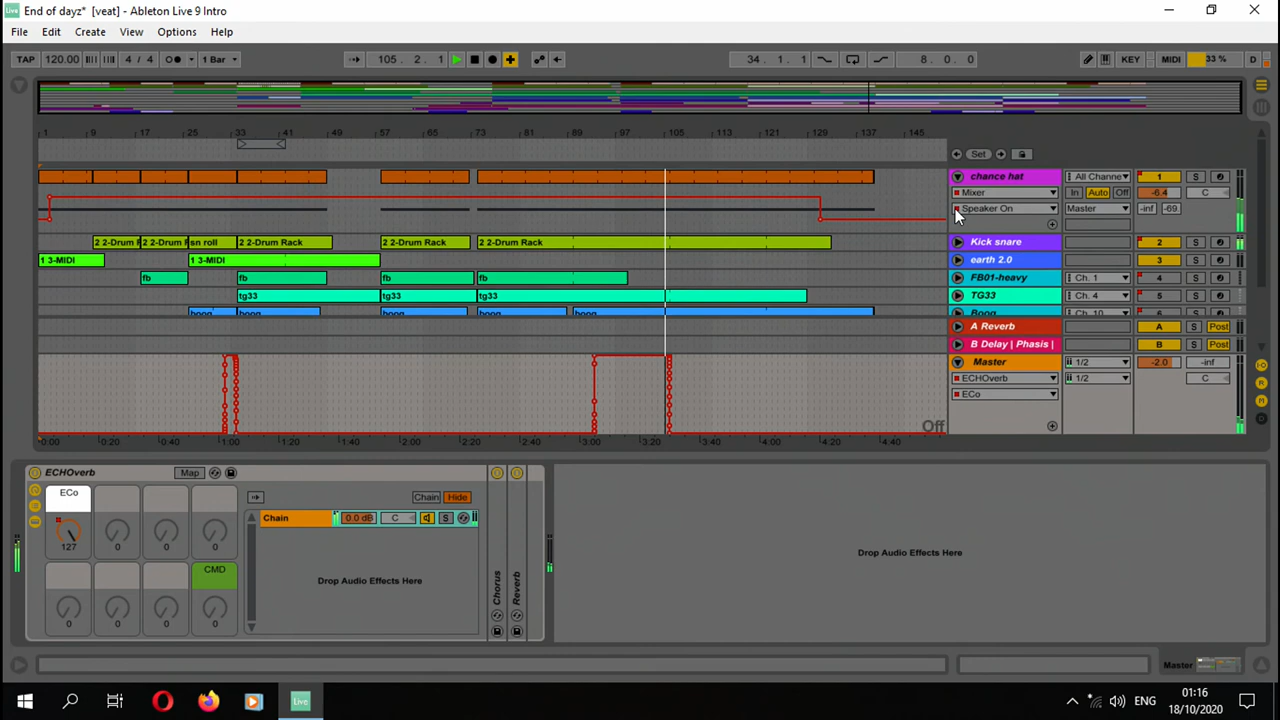 End of dayz* [veat] - Ableton Live 9 Intro
File Edit Create View Options Help
TAP 120.00 4 / 4 1 Bar 105. 2. 1 34. 1. 1 8. 0. 0 KEY MIDI 33 % D
1 9 17 25 33 41 49 57 65 73 81 89 97 105 113 121 129 137 145
Set
chance hat All Channe 1 S
Mixer In Auto Off -6.4 C
Speaker On Master -inf -69
2 2-Drum F 2 2-Drum R sn roll 2 2-Drum Rack 2 2-Drum Rack 2 2-Drum Rack Kick snare 2 S
1 3-MIDI 1 3-MIDI earth 2.0 3 S
fb fb fb fb FB01-heavy Ch. 1 4 S
tg33 tg33 tg33 TG33 Ch. 4 5 S
boog boog boog boog boog Boog Ch. 10 6 S
A Reverb A S Post
B Delay | Phasis | B S Post
Master 1/2 -2.0 -inf
ECHOverb 1/2 C
ECo
Off
0:00 0:20 0:40 1:00 1:20 1:40 2:00 2:20 2:40 3:00 3:20 3:40 4:00 4:20 4:40
ECHOverb Map
ECo
Chain Hide
Chain 0.0 dB C S
127 0 0 0
Drop Audio Effects Here
Drop Audio Effects Here
CMD
0 0 0 0
Chorus
Reverb
Master
ENG
01:16
18/10/2020